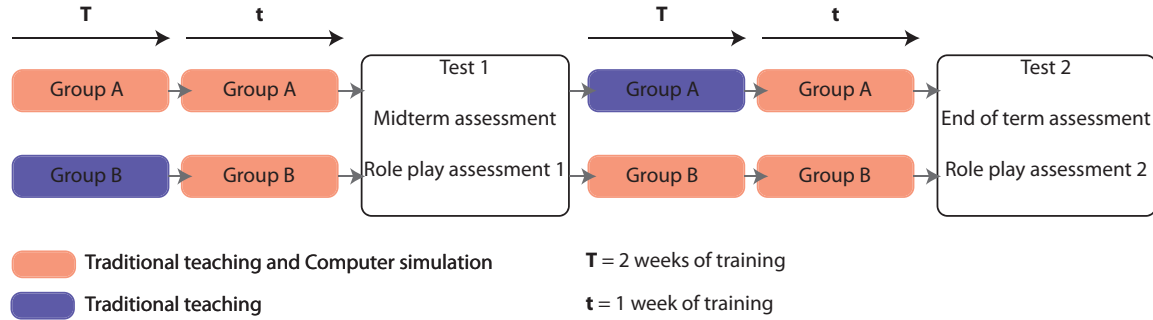 T t T t
Group A Group A Test 1 Group A Group A Test 2
Midterm assessment End of term assessment
Group B Group B Role play assessment 1 Group B Group B Role play assessment 2
Traditional teaching and Computer simulation T = 2 weeks of training
Traditional teaching t = 1 week of training